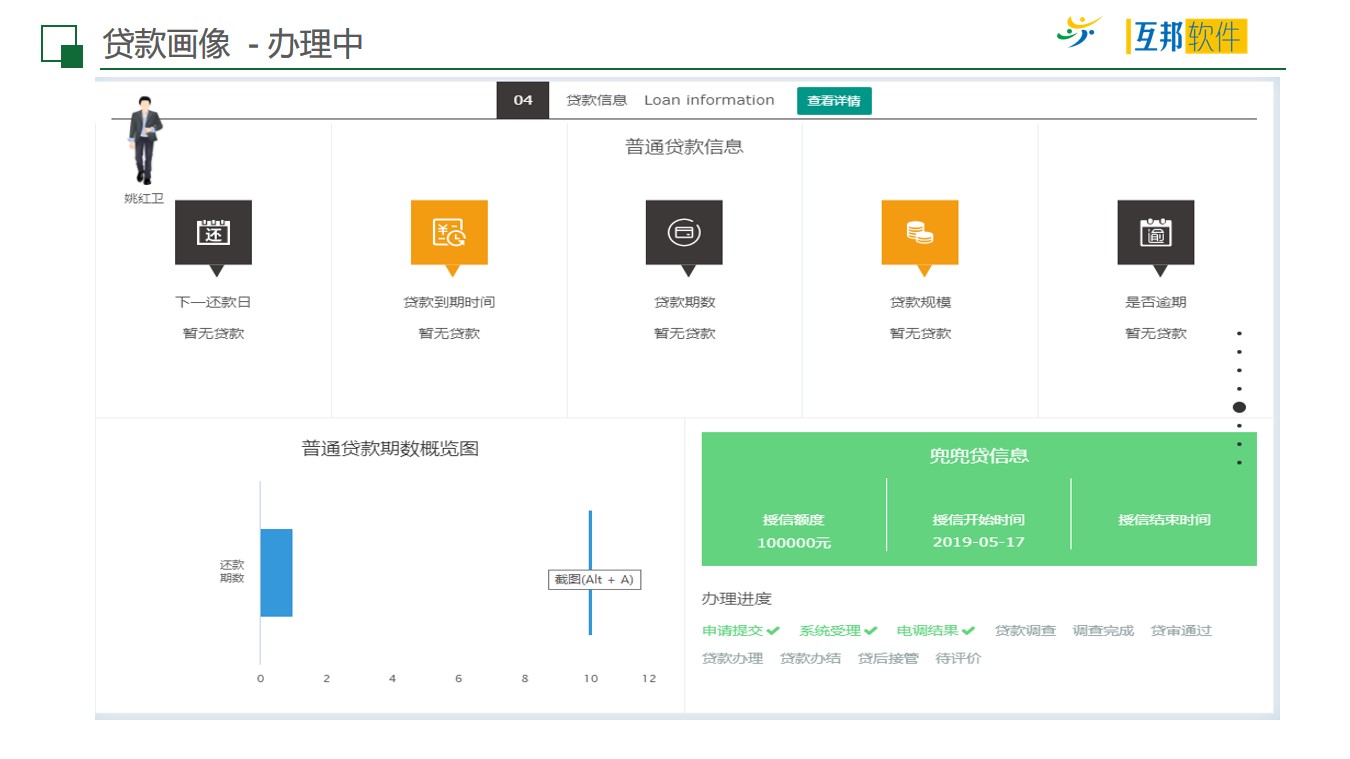 贷款画像 - 办理中
互邦软件
04 贷款信息 Loan information 查看详情
姚红卫
普通贷款信息
还
¥
逾
下一还款日 贷款到期时间 贷款期数 贷款规模 是否逾期
暂无贷款 暂无贷款 暂无贷款 暂无贷款 暂无贷款
普通贷款期数概览图
还款
期数
截图(Alt + A)
0 2 4 6 8 10 12
兜兜贷信息
授信额度 授信开始时间 授信结束时间
100000元 2019-05-17
办理进度
申请提交 系统受理 电调结果 贷款调查 调查完成 贷审通过
贷款办理 贷款办结 贷后接管 待评价